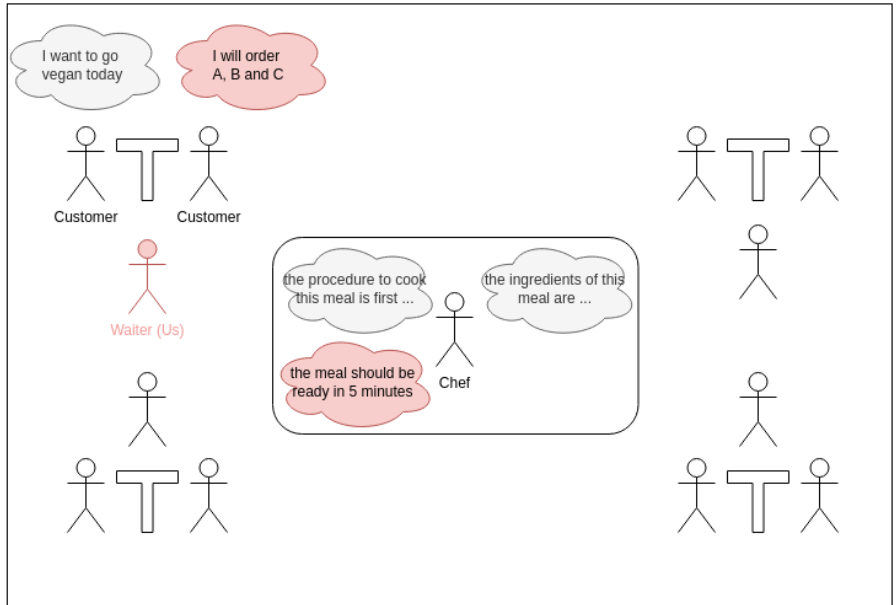 I want to go
vegan today
I will order
A, B and C
Customer
Customer
Waiter (Us)
the procedure to cook
this meal is first ...
the ingredients of this
meal are ...
the meal should be
ready in 5 minutes
Chef